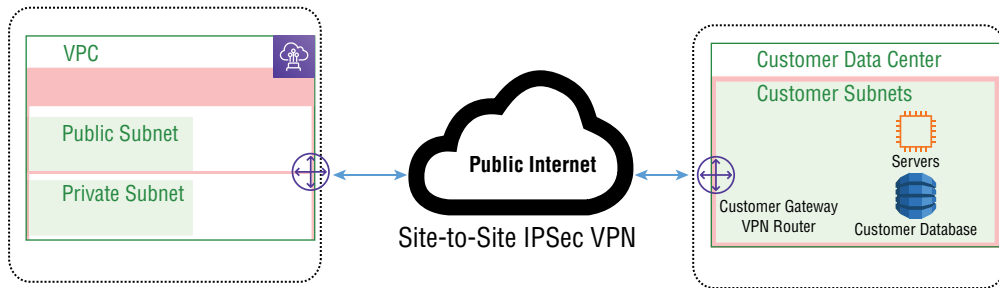 VPC
Public Subnet
Private Subnet
Public Internet
Site-to-Site IPSec VPN
Customer Data Center
Customer Subnets
Servers
Customer Gateway
VPN Router
Customer Database